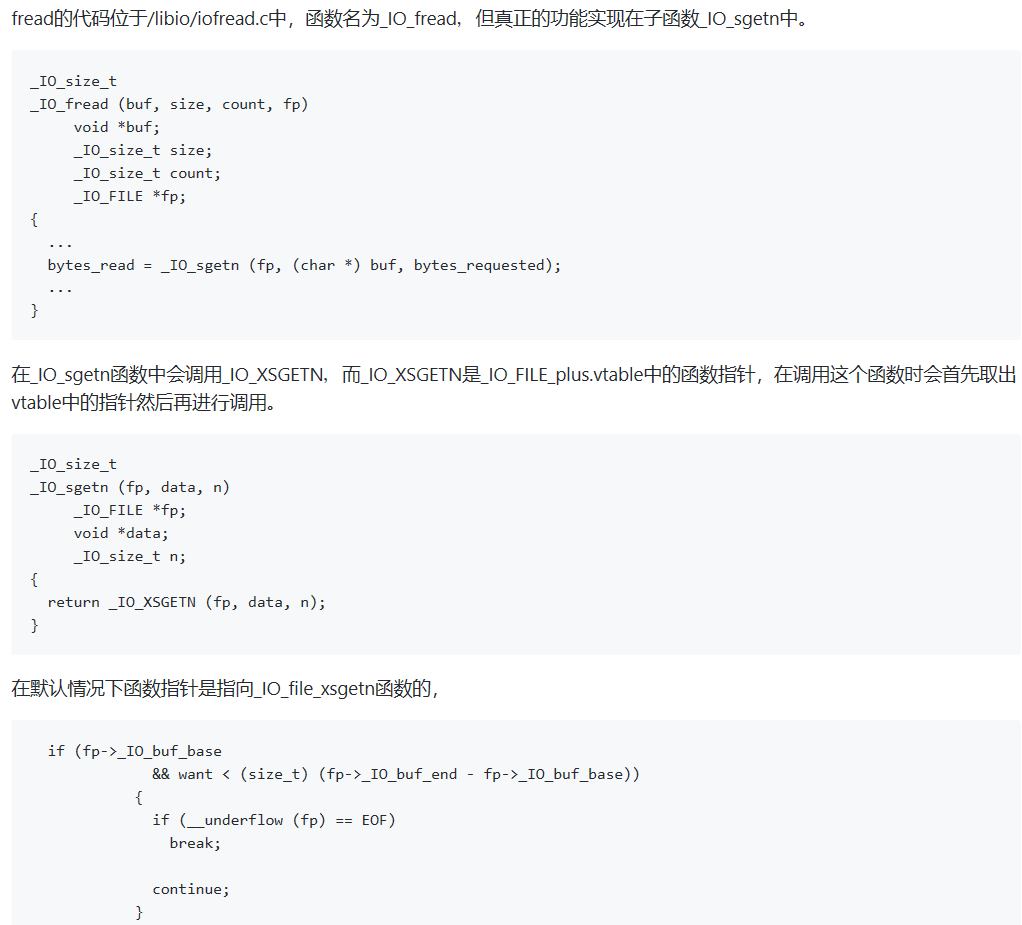 fread的代码位于/libio/iofread.c中，函数名为_IO_fread，但真正的功能实现在子函数_IO_sgetn中。
_IO_size_t
_IO_fread (buf, size, count, fp)
     void *buf;
     _IO_size_t size;
     _IO_size_t count;
     _IO_FILE *fp;
{
  ...
  bytes_read = _IO_sgetn (fp, (char *) buf, bytes_requested);
  ...
}
在_IO_sgetn函数中会调用_IO_XSGETN，而_IO_XSGETN是_IO_FILE_plus.vtable中的函数指针，在调用这个函数时会首先取出
vtable中的指针然后再进行调用。
_IO_size_t
_IO_sgetn (fp, data, n)
     _IO_FILE *fp;
     void *data;
     _IO_size_t n;
{
  return _IO_XSGETN (fp, data, n);
}
在默认情况下函数指针是指向_IO_file_xsgetn函数的，
  if (fp->_IO_buf_base
              && want < (size_t) (fp->_IO_buf_end - fp->_IO_buf_base))
            {
              if (__underflow (fp) == EOF)
                break;
              continue;
            }